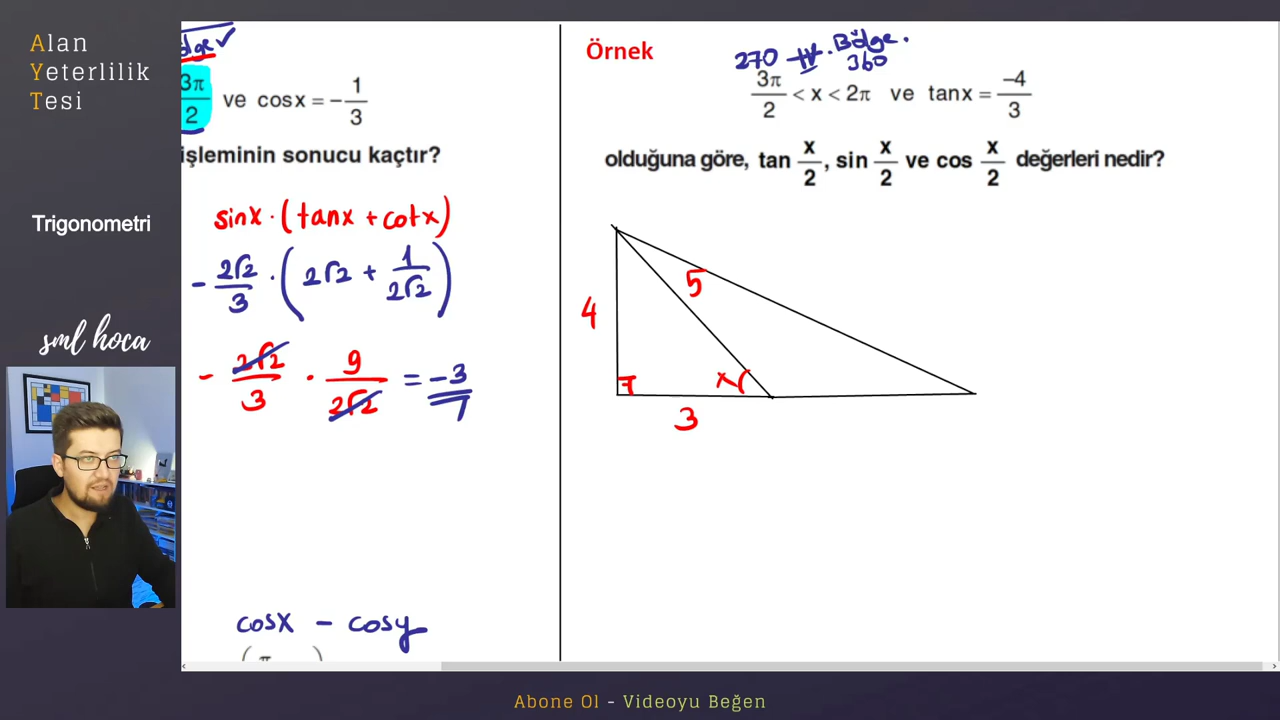 Alan
Yeterlilik
Tesi
Trigonometri
sml hoca
ölge ✓
3π/2 ve cosx = -1/3
işleminin sonucu kaçtır?
sinx · (tanx + cotx)
- 2√2/3 · (2√2 + 1/2√2)
- 2√2/3 · 9/2√2 = -3/1
cosx - cosy
(π )
Örnek
270 IV. Bölge. 360
3π/2 < x < 2π ve tanx = -4/3
olduğuna göre, tan x/2, sin x/2 ve cos x/2 değerleri nedir?
4
5
x
3
Abone Ol - Videoyu Beğen